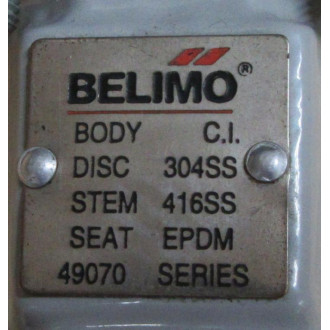 BELIMO®
BODY C.I.
DISC 304SS
STEM 416SS
SEAT EPDM
49070 SERIES